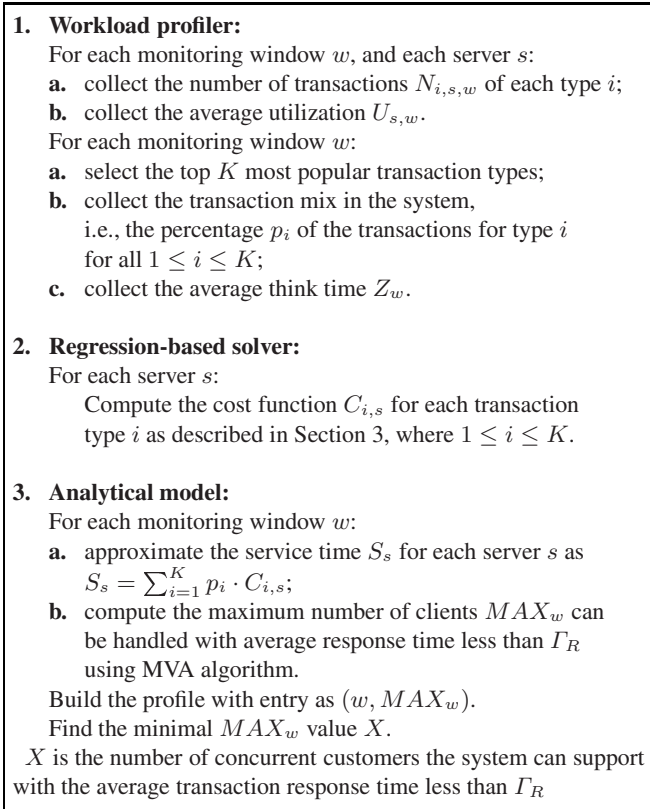 1. Workload profiler:
For each monitoring window w, and each server s:
a. collect the number of transactions N_{i,s,w} of each type i;
b. collect the average utilization U_{s,w}.
For each monitoring window w:
a. select the top K most popular transaction types;
b. collect the transaction mix in the system,
i.e., the percentage p_i of the transactions for type i
for all 1 ≤ i ≤ K;
c. collect the average think time Z_w.
2. Regression-based solver:
For each server s:
Compute the cost function C_{i,s} for each transaction
type i as described in Section 3, where 1 ≤ i ≤ K.
3. Analytical model:
For each monitoring window w:
a. approximate the service time S_s for each server s as
S_s = ∑_{i=1}^{K} p_i · C_{i,s};
b. compute the maximum number of clients MAX_w can
be handled with average response time less than Γ_R
using MVA algorithm.
Build the profile with entry as (w, MAX_w).
Find the minimal MAX_w value X.
X is the number of concurrent customers the system can support
with the average transaction response time less than Γ_R